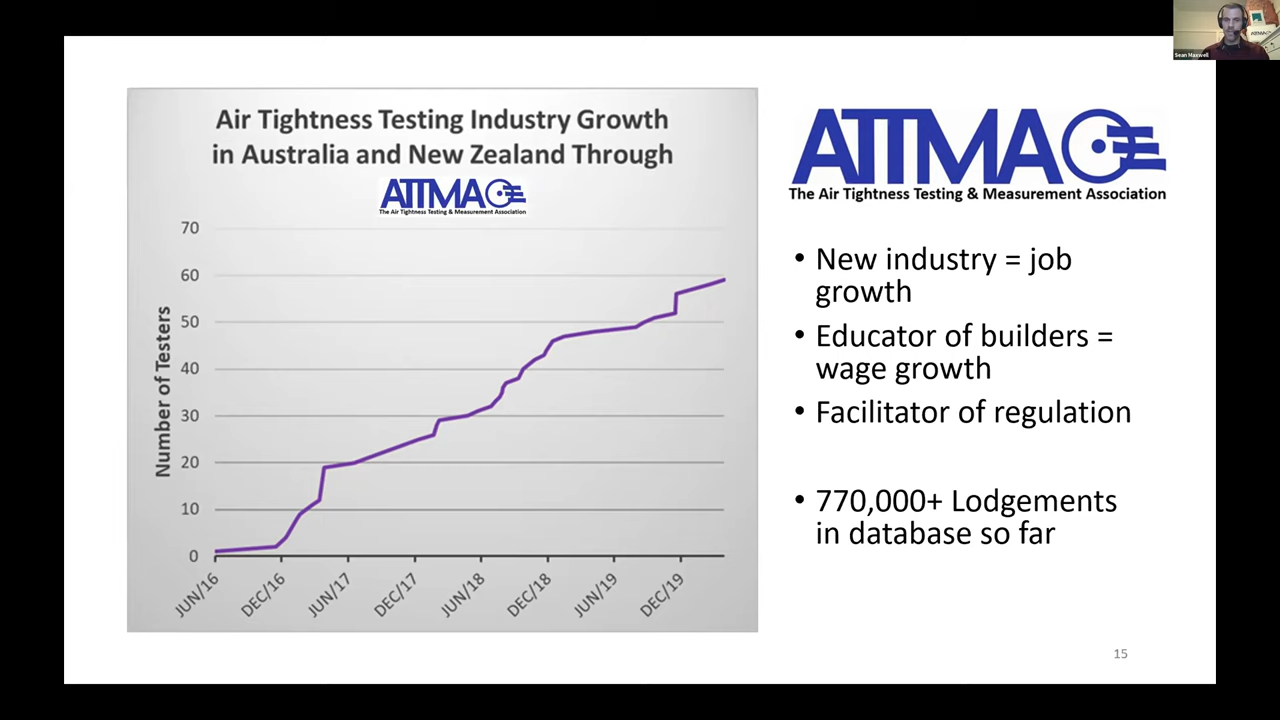 Sean Maxwell
ATTMA
Air Tightness Testing Industry Growth
in Australia and New Zealand Through
ATTMA
The Air Tightness Testing & Measurement Association
70
60
50
40
30
20
10
0
Number of Testers
JUN/16
DEC/16
JUN/17
DEC/17
JUN/18
DEC/18
JUN/19
DEC/19
ATTMA
The Air Tightness Testing & Measurement Association
• New industry = job
growth
• Educator of builders =
wage growth
• Facilitator of regulation
• 770,000+ Lodgements
in database so far
15